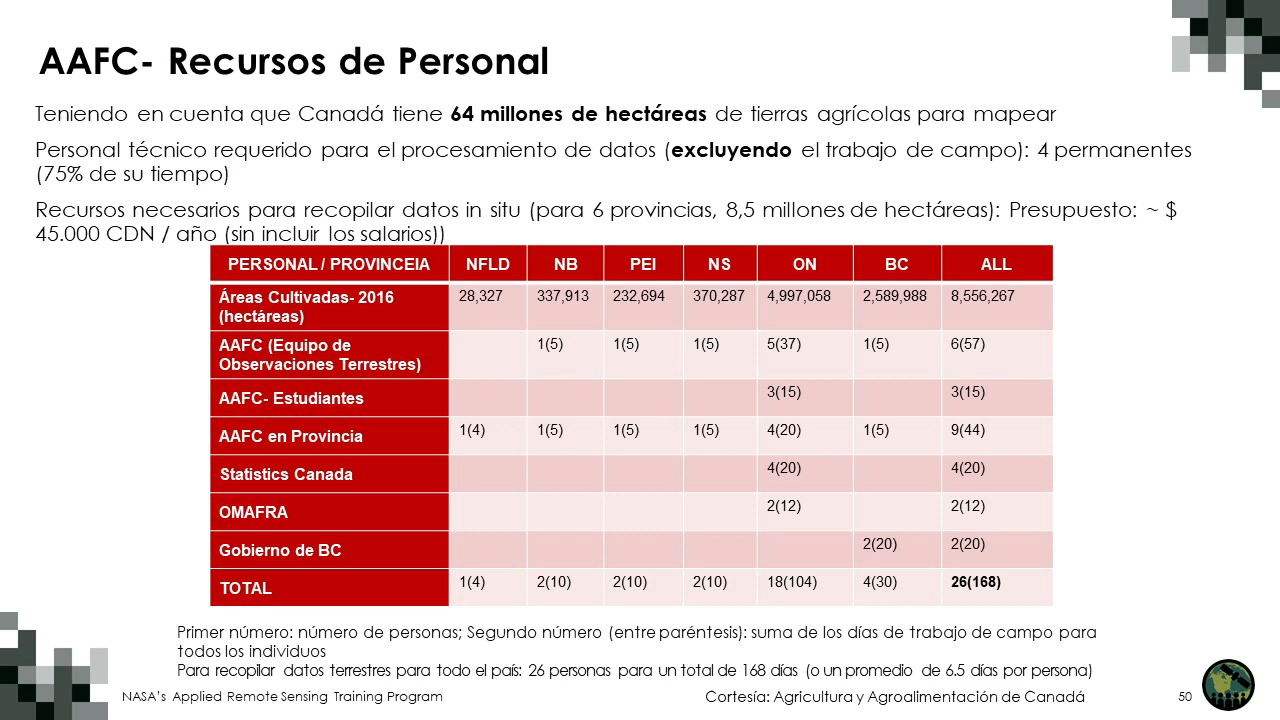 AAFC- Recursos de Personal
Teniendo en cuenta que Canadá tiene 64 millones de hectáreas de tierras agrícolas para mapear
Personal técnico requerido para el procesamiento de datos (excluyendo el trabajo de campo): 4 permanentes
(75% de su tiempo)
Recursos necesarios para recopilar datos in situ (para 6 provincias, 8,5 millones de hectáreas): Presupuesto: ~ $
45.000 CDN / año (sin incluir los salarios))
PERSONAL / PROVINCEIA NFLD NB PEI NS ON BC ALL
Áreas Cultivadas- 2016 28,327 337,913 232,694 370,287 4,997,058 2,589,988 8,556,267
(hectáreas)
AAFC (Equipo de 1(5) 1(5) 1(5) 5(37) 1(5) 6(57)
Observaciones Terrestres)
AAFC- Estudiantes 3(15) 3(15)
AAFC en Provincia 1(4) 1(5) 1(5) 1(5) 4(20) 1(5) 9(44)
Statistics Canada 4(20) 4(20)
OMAFRA 2(12) 2(12)
Gobierno de BC 2(20) 2(20)
TOTAL 1(4) 2(10) 2(10) 2(10) 18(104) 4(30) 26(168)
Primer número: número de personas; Segundo número (entre paréntesis): suma de los días de trabajo de campo para
todos los individuos
Para recopilar datos terrestres para todo el país: 26 personas para un total de 168 días (o un promedio de 6.5 días por persona)
NASA's Applied Remote Sensing Training Program Cortesía: Agricultura y Agroalimentación de Canadá 50